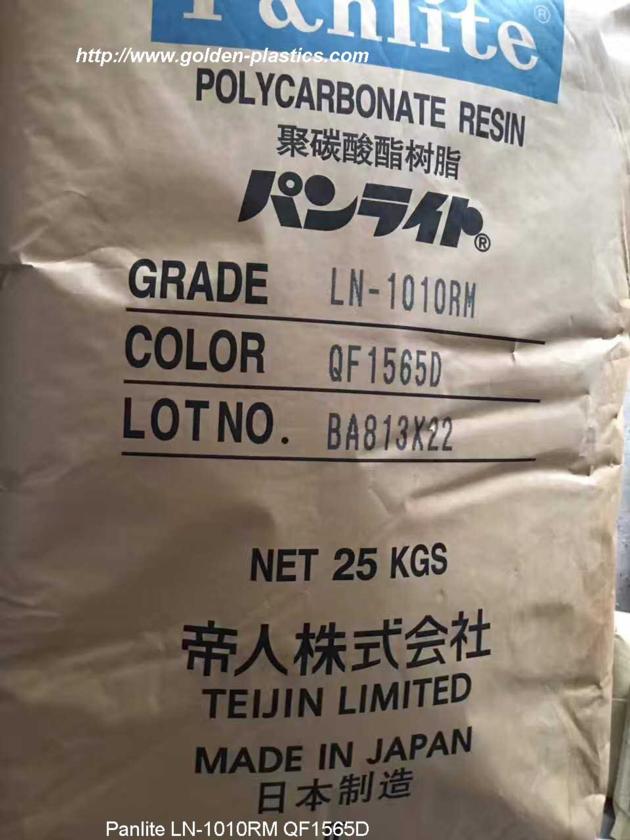 Panlite®
http://www.golden-plastics.com
POLYCARBONATE RESIN
聚碳酸酯树脂
パンライト®
GRADE LN-1010RM
COLOR QF1565D
LOT NO. BA813X22
NET 25 KGS
帝人株式会社
TEIJIN LIMITED
MADE IN JAPAN
日本制造
Panlite LN-1010RM QF1565D